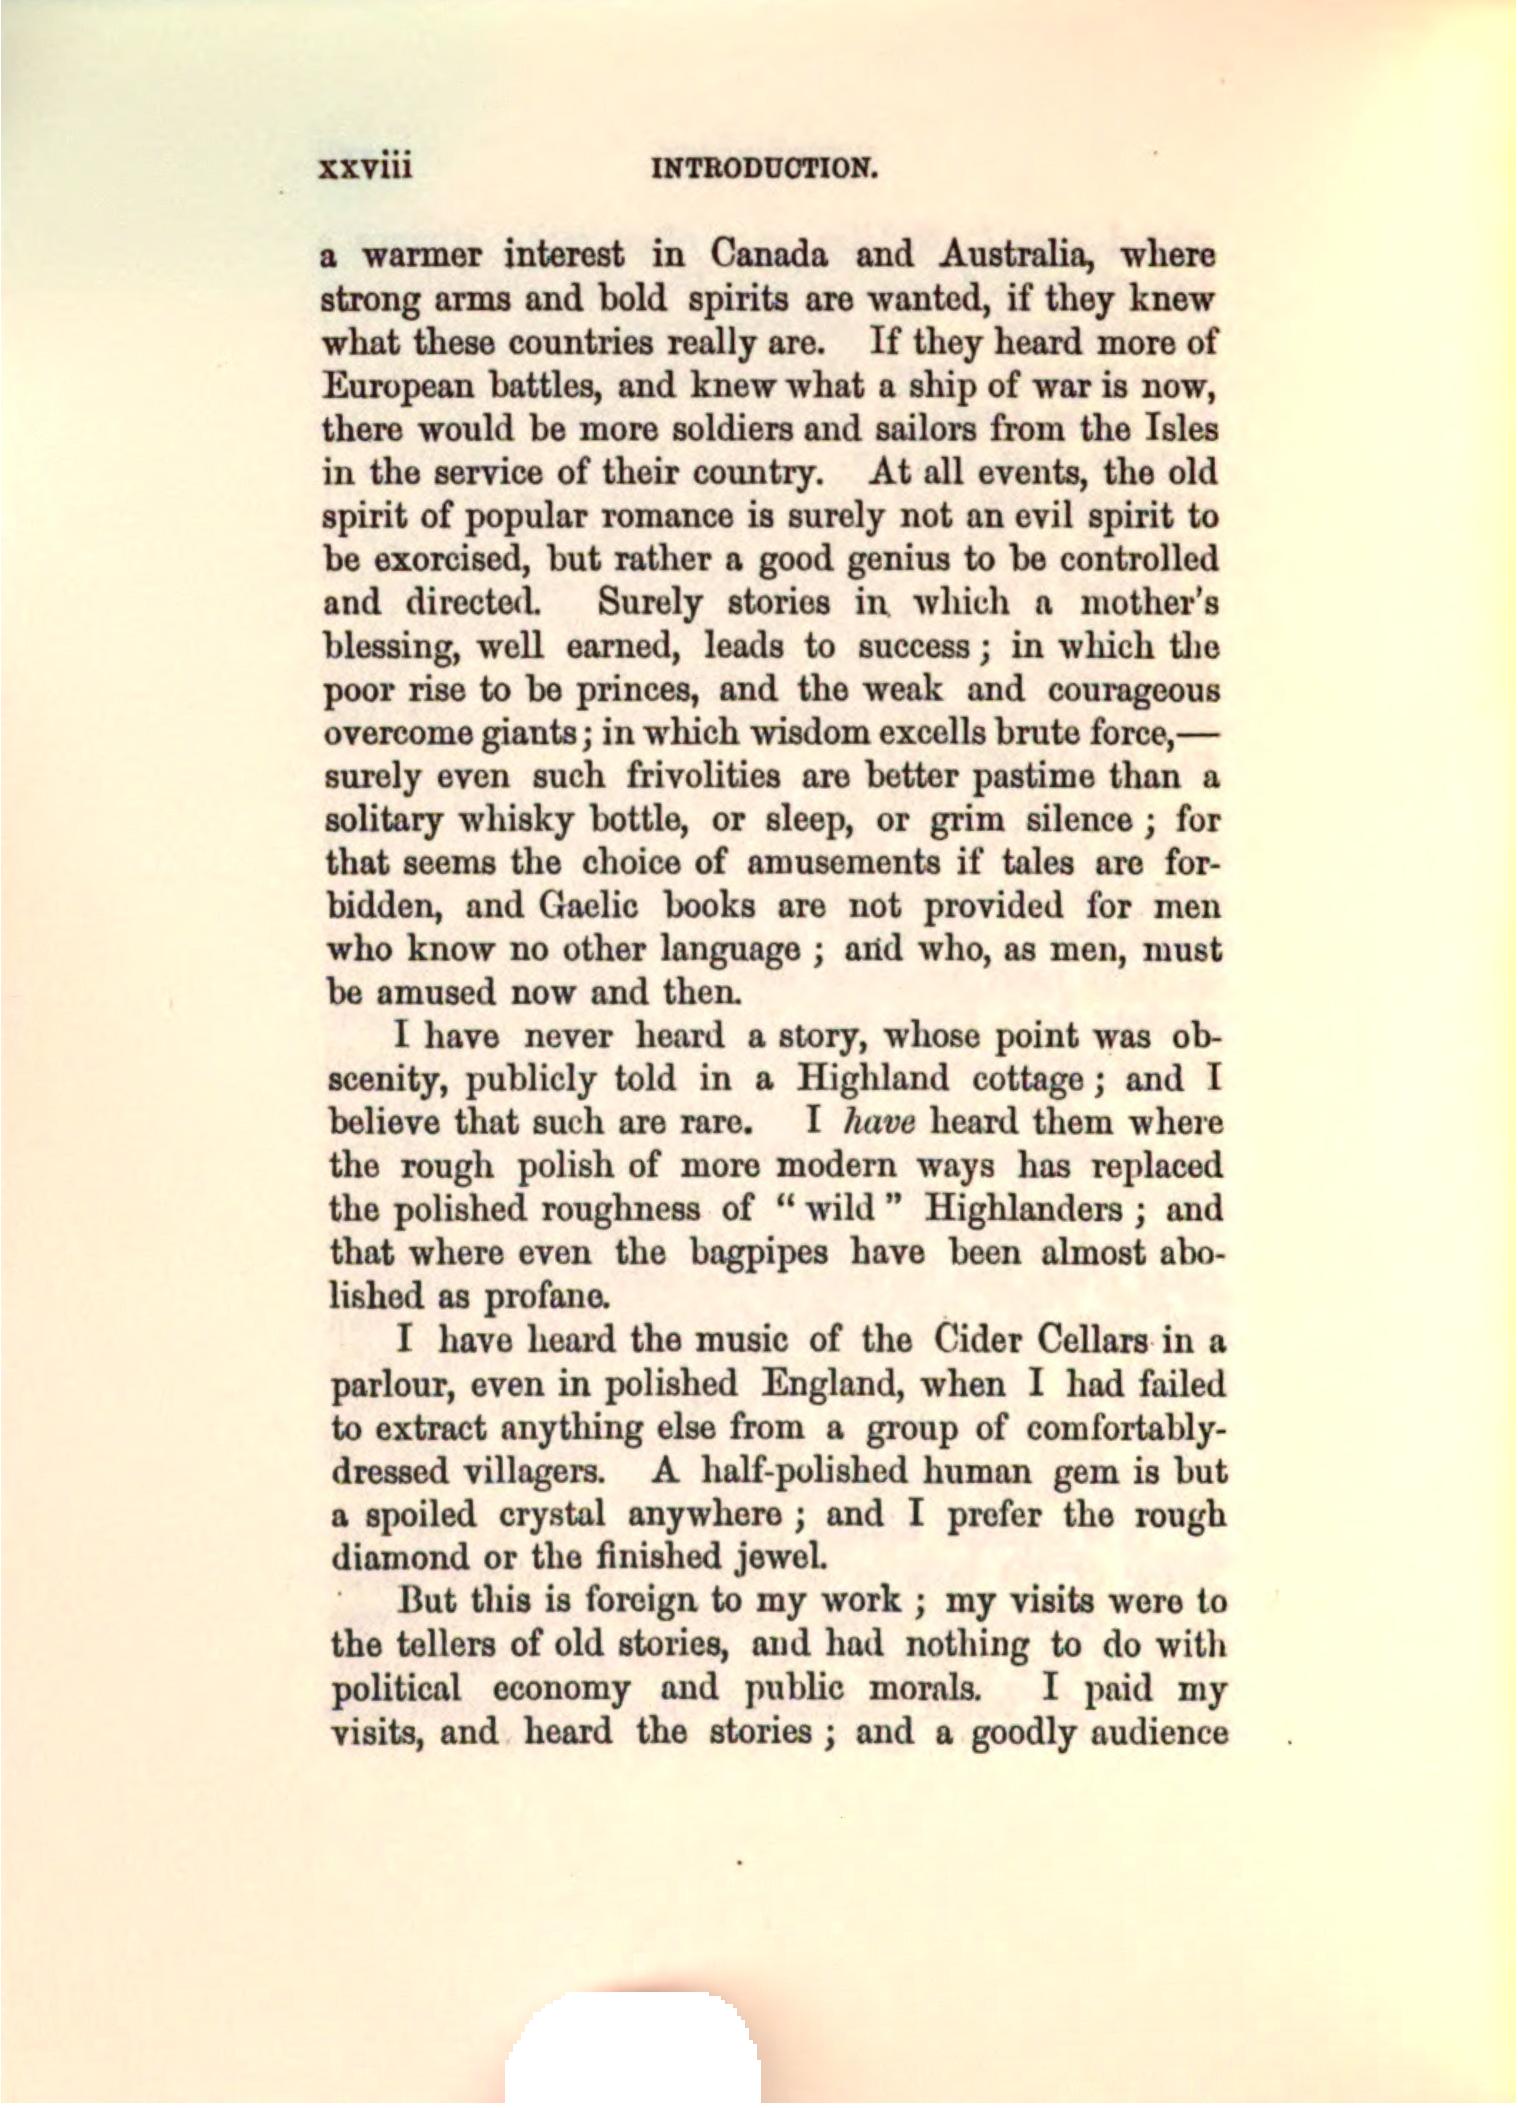 xxviii INTRODUCTION.
a warmer interest in Canada and Australia, where
strong arms and bold spirits are wanted, if they knew
what these countries really are. If they heard more of
European battles, and knew what a ship of war is now,
there would be more soldiers and sailors from the Isles
in the service of their country. At all events, the old
spirit of popular romance is surely not an evil spirit to
be exorcised, but rather a good genius to be controlled
and directed. Surely stories in which a mother's
blessing, well earned, leads to success ; in which the
poor rise to be princes, and the weak and courageous
overcome giants ; in which wisdom excells brute force,—
surely even such frivolities are better pastime than a
solitary whisky bottle, or sleep, or grim silence ; for
that seems the choice of amusements if tales are for-
bidden, and Gaelic books are not provided for men
who know no other language ; and who, as men, must
be amused now and then.
I have never heard a story, whose point was ob-
scenity, publicly told in a Highland cottage ; and I
believe that such are rare. I have heard them where
the rough polish of more modern ways has replaced
the polished roughness of “ wild ” Highlanders ; and
that where even the bagpipes have been almost abo-
lished as profane.
I have heard the music of the Cider Cellars in a
parlour, even in polished England, when I had failed
to extract anything else from a group of comfortably-
dressed villagers. A half-polished human gem is but
a spoiled crystal anywhere ; and I prefer the rough
diamond or the finished jewel.
But this is foreign to my work ; my visits were to
the tellers of old stories, and had nothing to do with
political economy and public morals. I paid my
visits, and heard the stories ; and a goodly audience